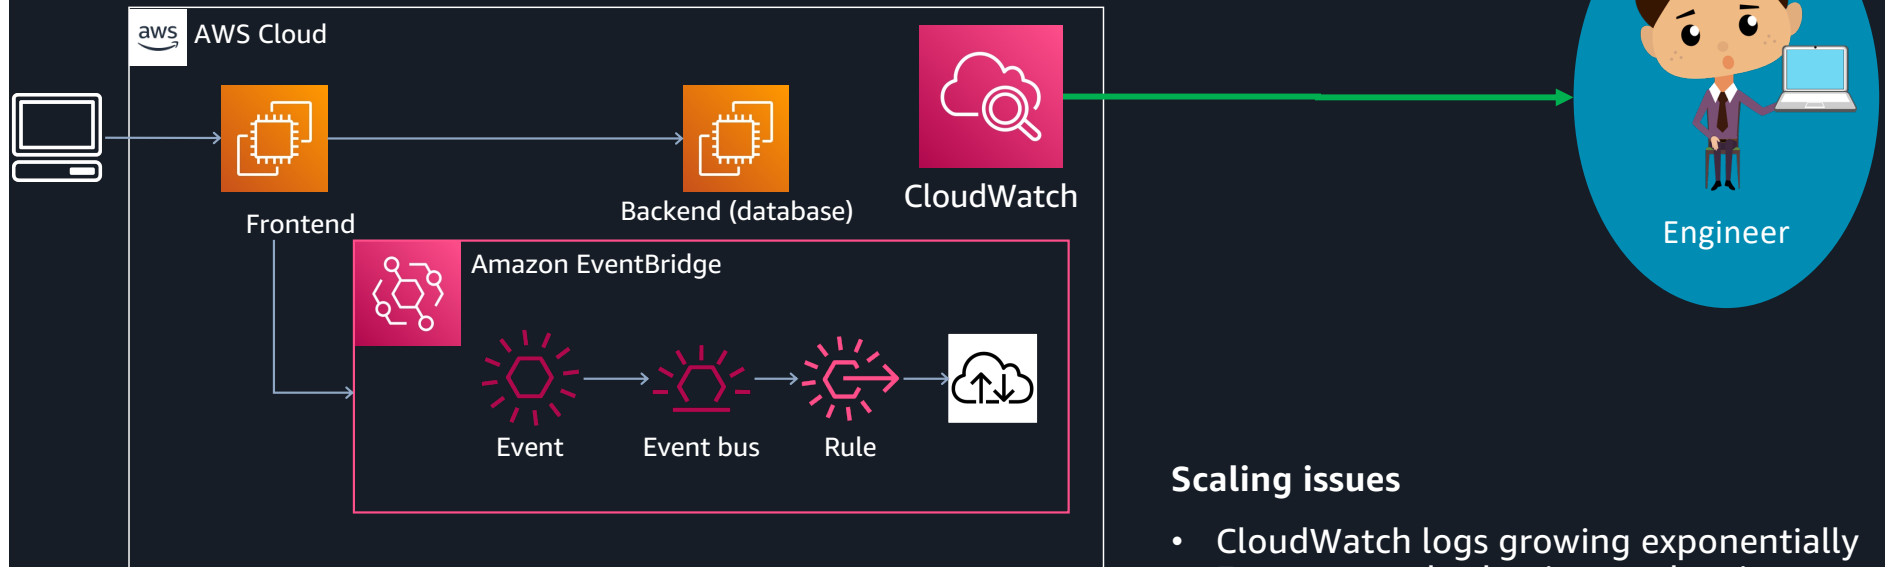 aws
AWS Cloud
CloudWatch
Frontend
Backend (database)
Engineer
Amazon EventBridge
Event
Event bus
Rule
Scaling issues
• CloudWatch logs growing exponentially